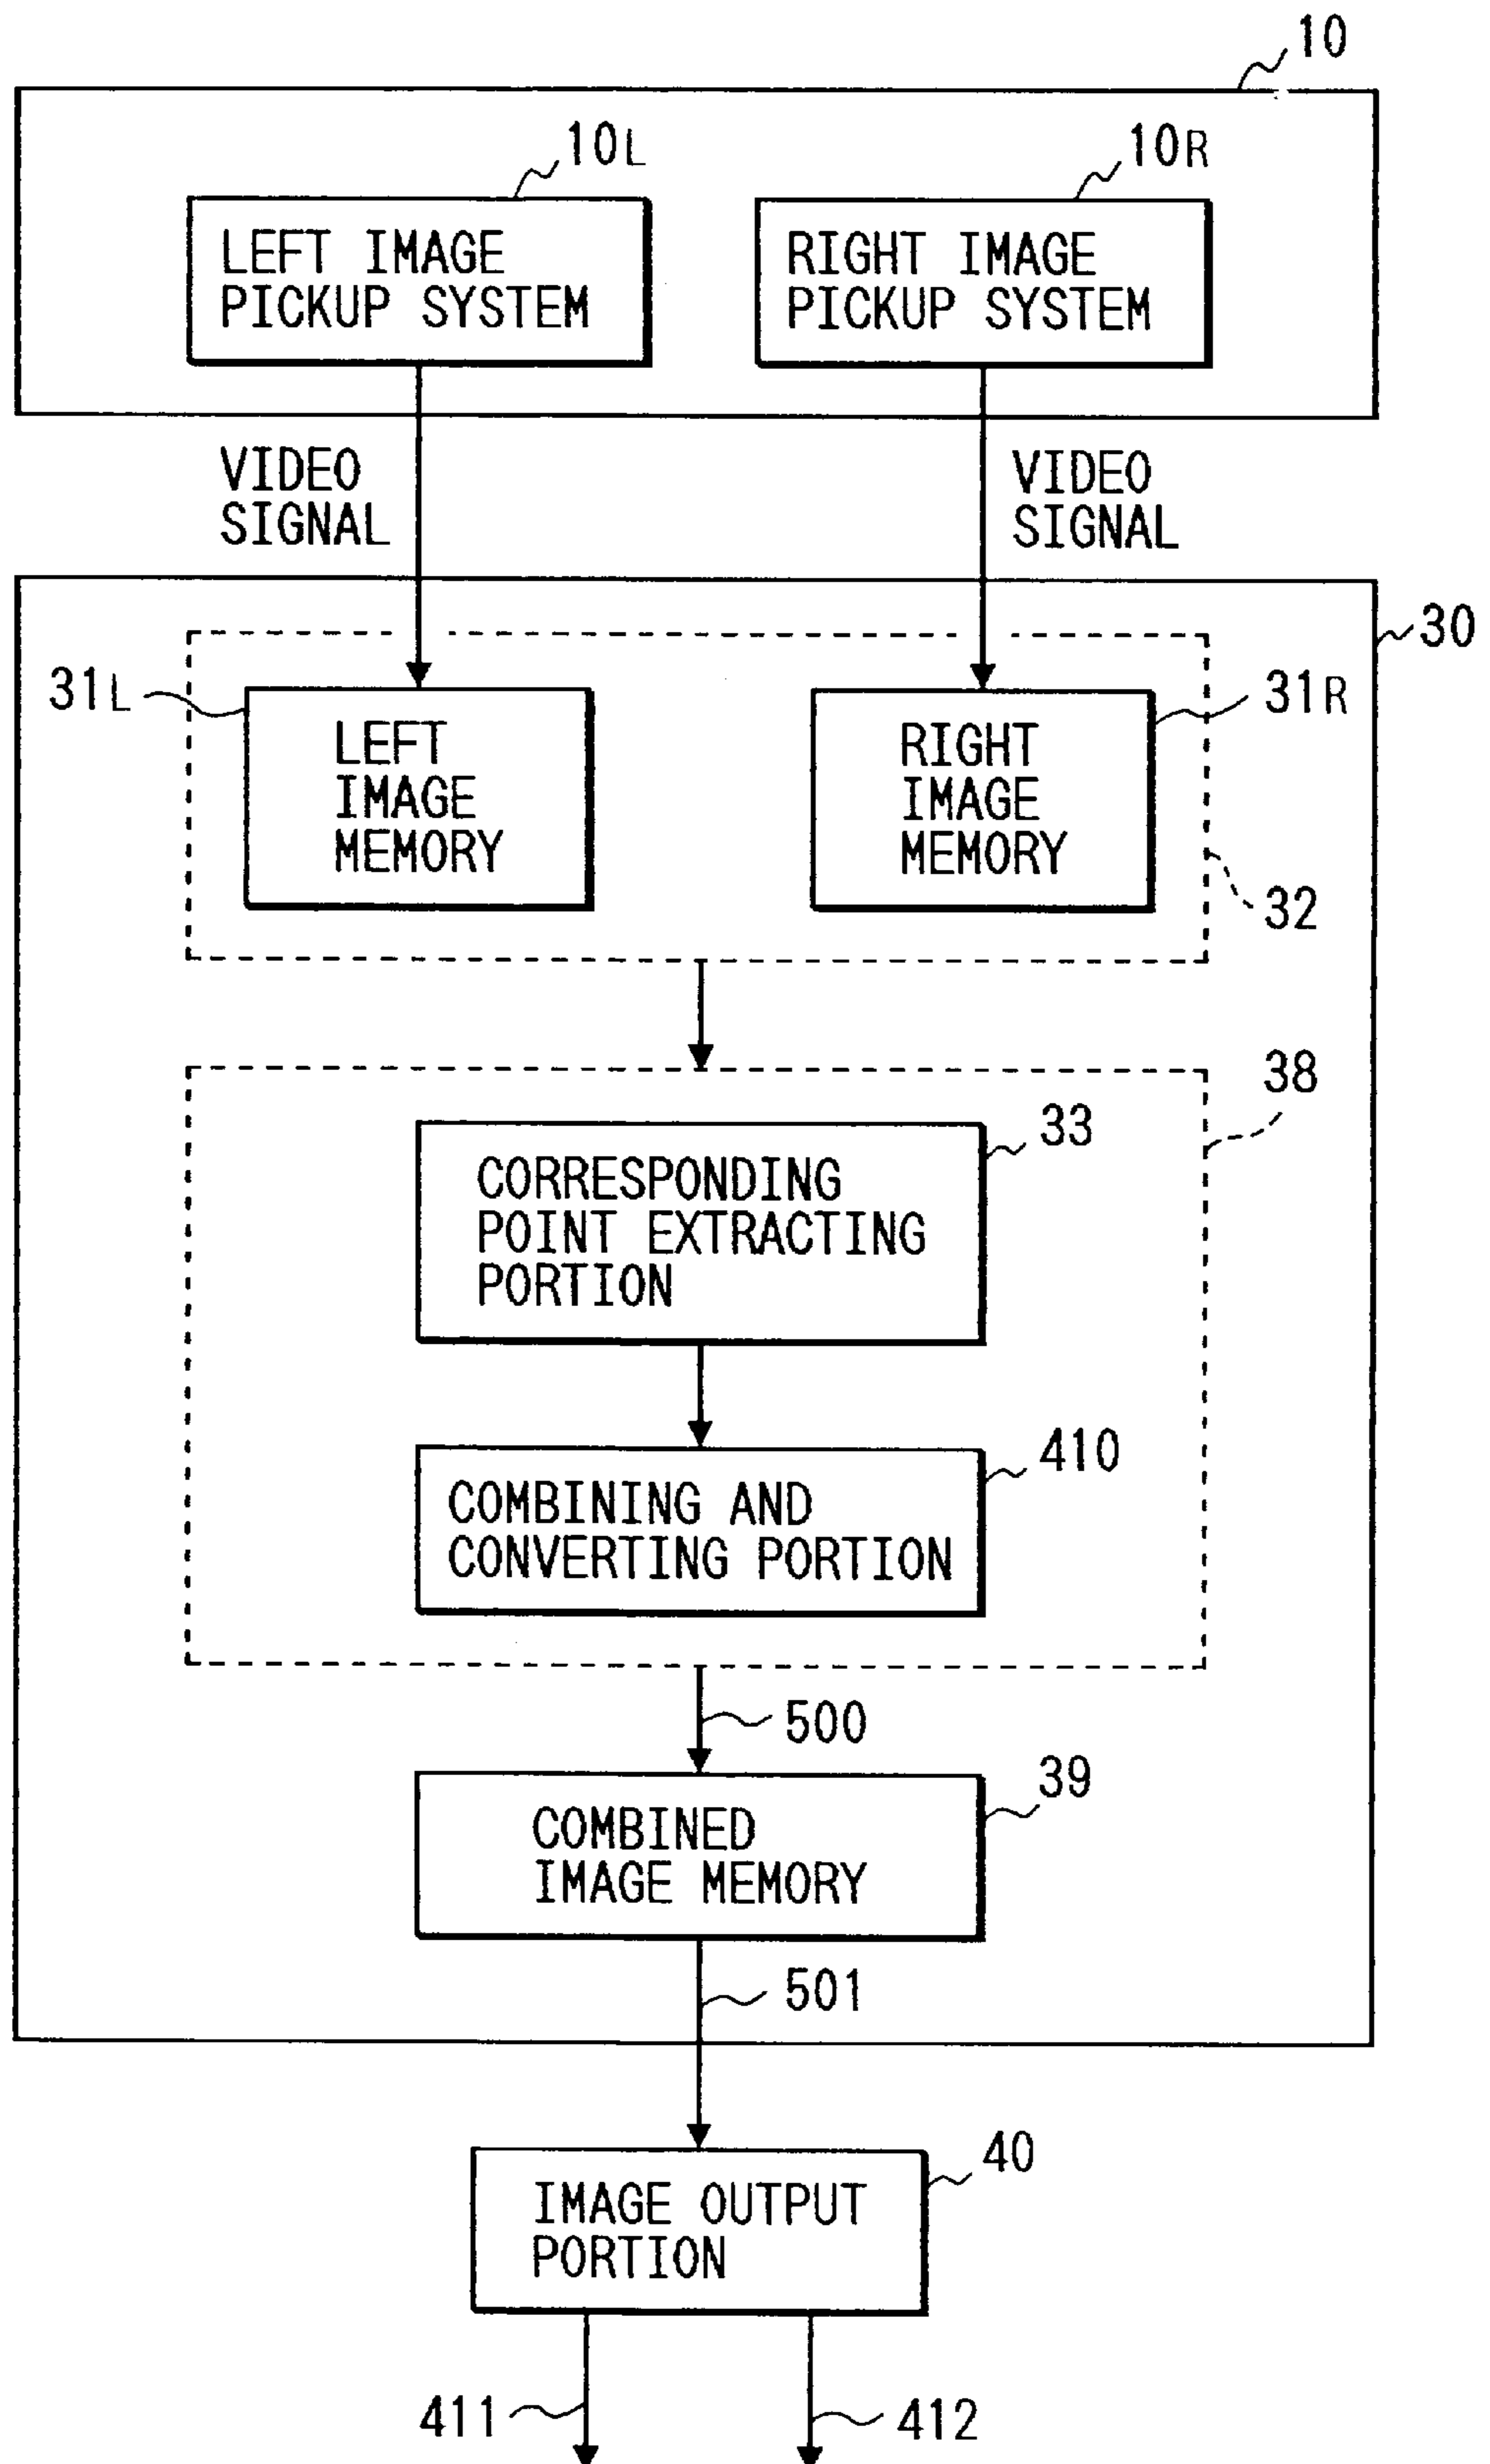 10
10L
10R
LEFT IMAGE
PICKUP SYSTEM
RIGHT IMAGE
PICKUP SYSTEM
VIDEO
SIGNAL
VIDEO
SIGNAL
30
31L
31R
LEFT
IMAGE
MEMORY
RIGHT
IMAGE
MEMORY
32
38
33
CORRESPONDING
POINT EXTRACTING
PORTION
410
COMBINING AND
CONVERTING PORTION
500
39
COMBINED
IMAGE MEMORY
501
40
IMAGE OUTPUT
PORTION
411
412